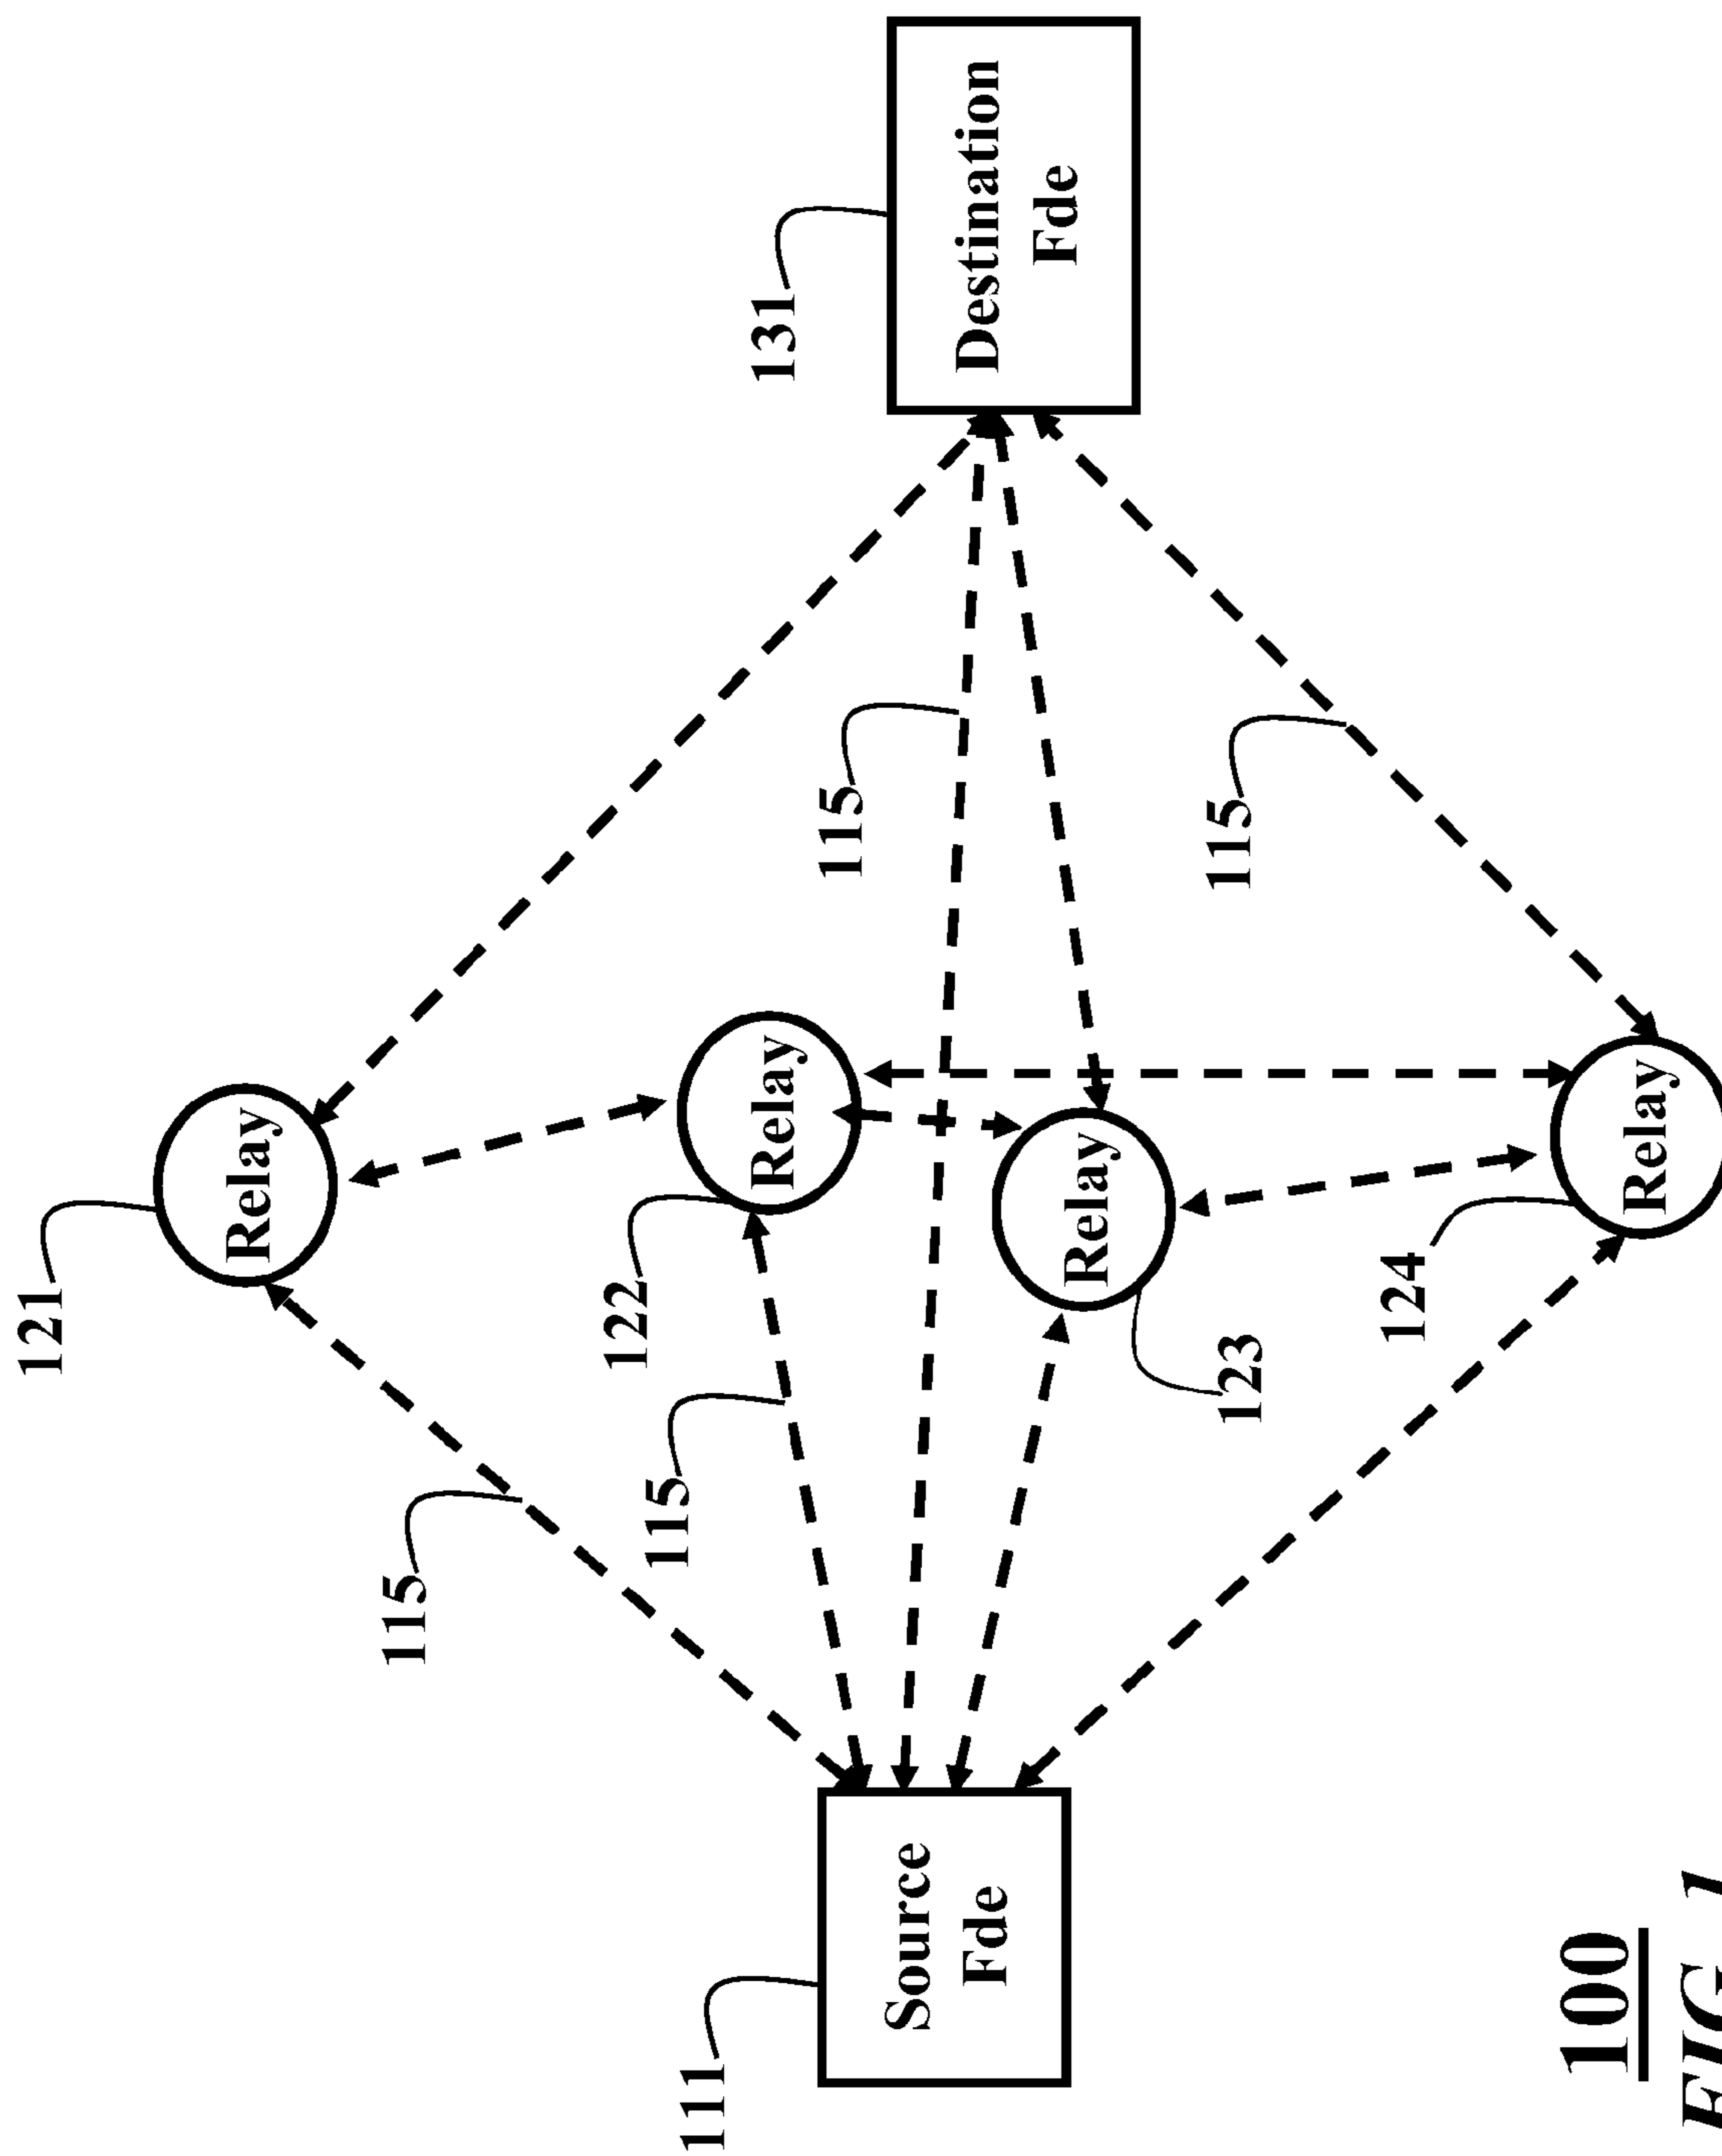 121
Relay
115
122
115
111
Relay
131
115
Source
Fde
Destination
Fde
Relay
115
123
124
Relay
100
FIG. 1